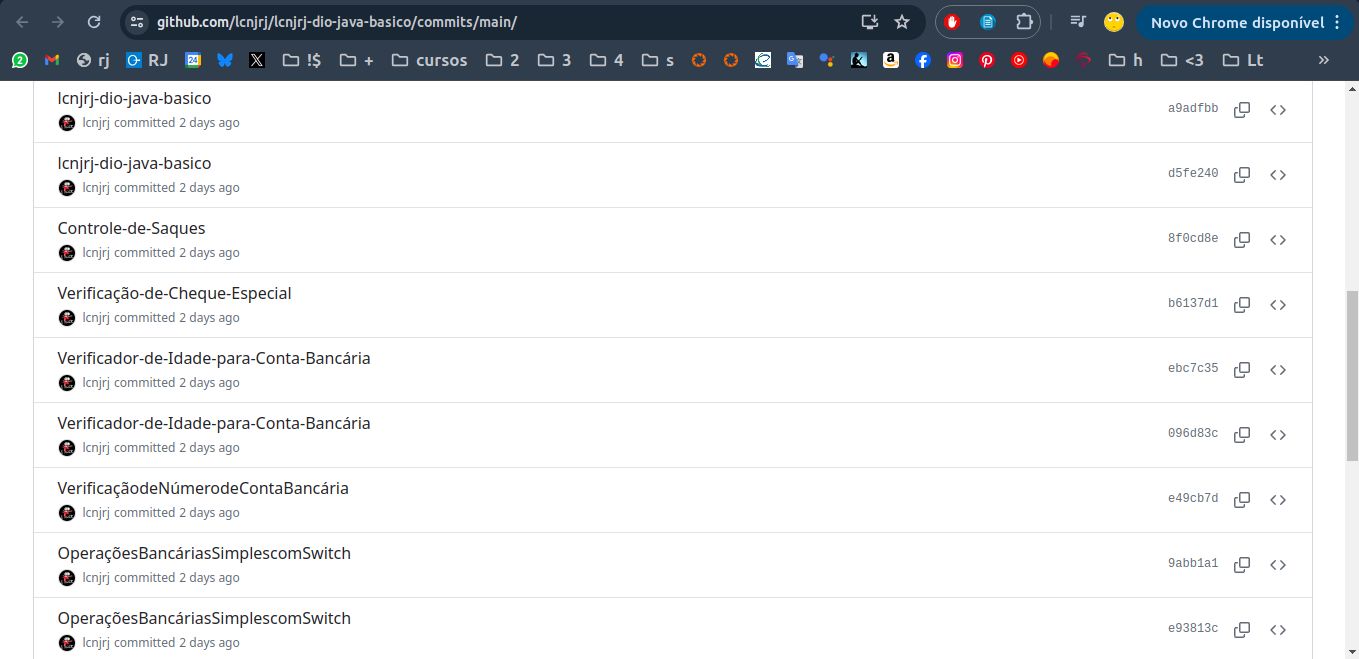 github.com/lcnjrj/lcnjrj-dio-java-basico/commits/main/
Novo Chrome disponível
2 rj RJ 24 !$ + cursos 2 3 4 s h <3 Lt »
lcnjrj-dio-java-basico
lcnjrj committed 2 days ago
a9adfbb
lcnjrj-dio-java-basico
lcnjrj committed 2 days ago
d5fe240
Controle-de-Saques
lcnjrj committed 2 days ago
8f0cd8e
Verificação-de-Cheque-Especial
lcnjrj committed 2 days ago
b6137d1
Verificador-de-Idade-para-Conta-Bancária
lcnjrj committed 2 days ago
ebc7c35
Verificador-de-Idade-para-Conta-Bancária
lcnjrj committed 2 days ago
096d83c
VerificaçãodeNúmerodeContaBancária
lcnjrj committed 2 days ago
e49cb7d
OperaçõesBancáriasSimplescomSwitch
lcnjrj committed 2 days ago
9abb1a1
OperaçõesBancáriasSimplescomSwitch
lcnjrj committed 2 days ago
e93813c